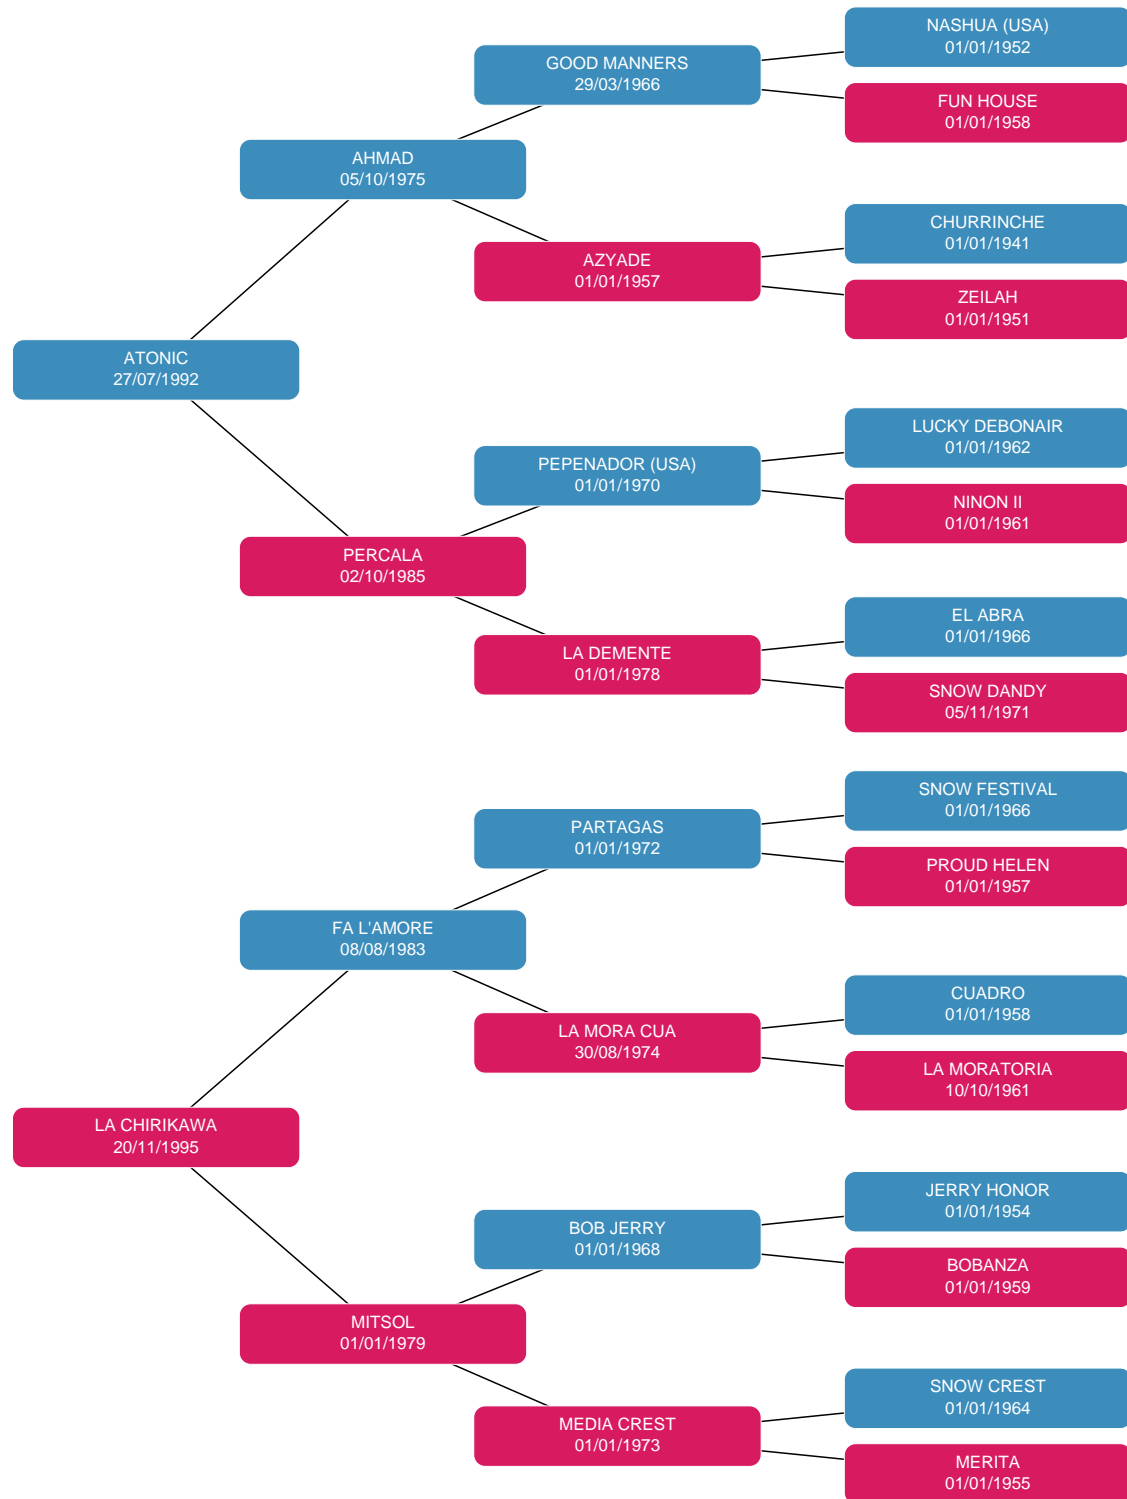 NASHUA (USA)
01/01/1952
GOOD MANNERS
29/03/1966
FUN HOUSE
01/01/1958
AHMAD
05/10/1975
CHURRINCHE
01/01/1941
AZYADE
01/01/1957
ZEILAH
01/01/1951
ATONIC
27/07/1992
LUCKY DEBONAIR
01/01/1962
PEPENADOR (USA)
01/01/1970
NINON II
01/01/1961
PERCALA
02/10/1985
EL ABRA
01/01/1966
LA DEMENTE
01/01/1978
SNOW DANDY
05/11/1971
SNOW FESTIVAL
01/01/1966
PARTAGAS
01/01/1972
PROUD HELEN
01/01/1957
FA L'AMORE
08/08/1983
CUADRO
01/01/1958
LA MORA CUA
30/08/1974
LA MORATORIA
10/10/1961
LA CHIRIKAWA
20/11/1995
JERRY HONOR
01/01/1954
BOB JERRY
01/01/1968
BOBANZA
01/01/1959
MITSOL
01/01/1979
SNOW CREST
01/01/1964
MEDIA CREST
01/01/1973
MERITA
01/01/1955